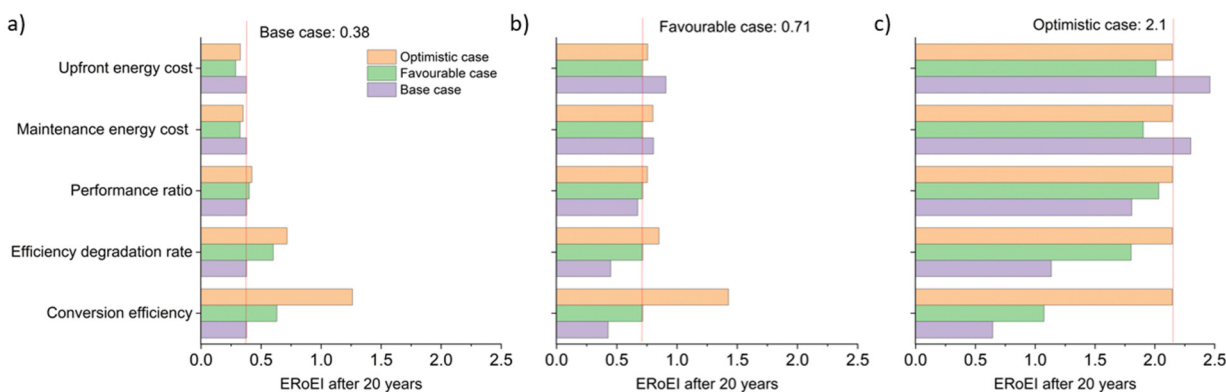 a)
Base case: 0.38
Optimistic case
Favourable case
Base case
Upfront energy cost
Maintenance energy cost
Performance ratio
Efficiency degradation rate
Conversion efficiency
0.0 0.5 1.0 1.5 2.0 2.5
ERoEI after 20 years
b)
Favourable case: 0.71
0.0 0.5 1.0 1.5 2.0 2.5
ERoEI after 20 years
c)
Optimistic case: 2.1
0.0 0.5 1.0 1.5 2.0 2.5
ERoEI after 20 years